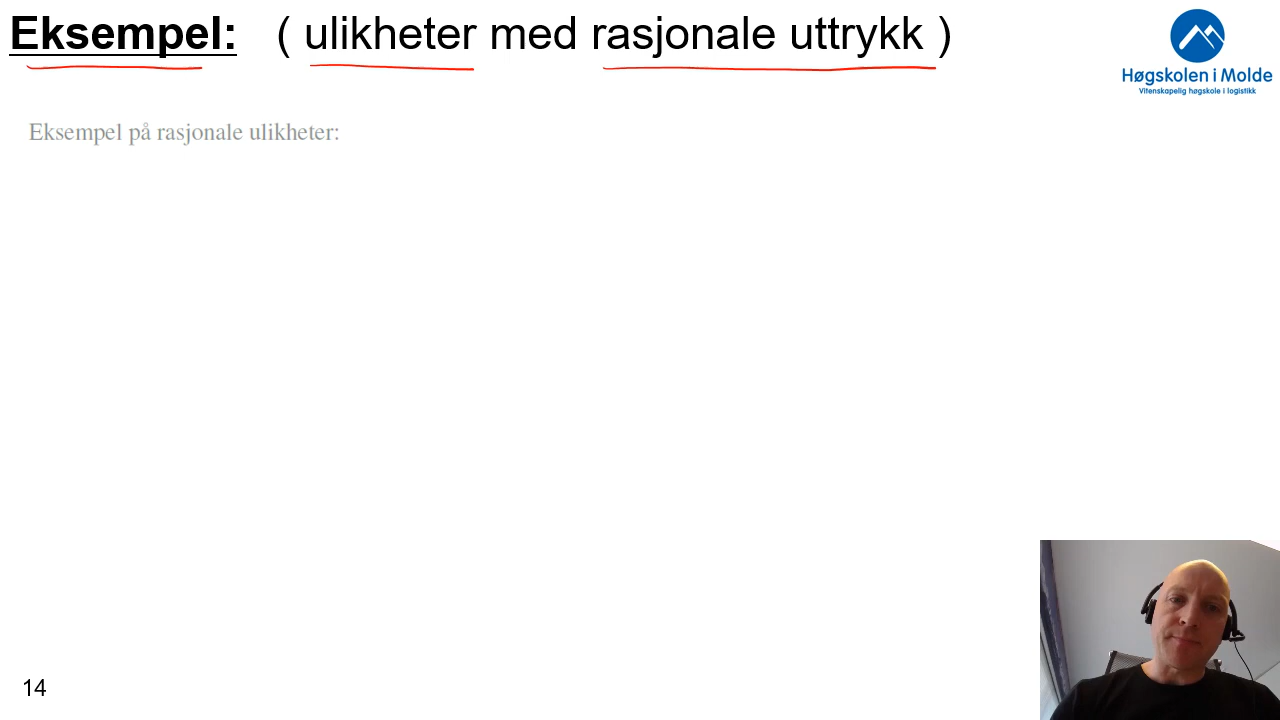 Eksempel: ( ulikheter med rasjonale uttrykk )
Høgskolen i Molde
Vitenskapelig høgskole i logistikk
Eksempel på rasjonale ulikheter:
14